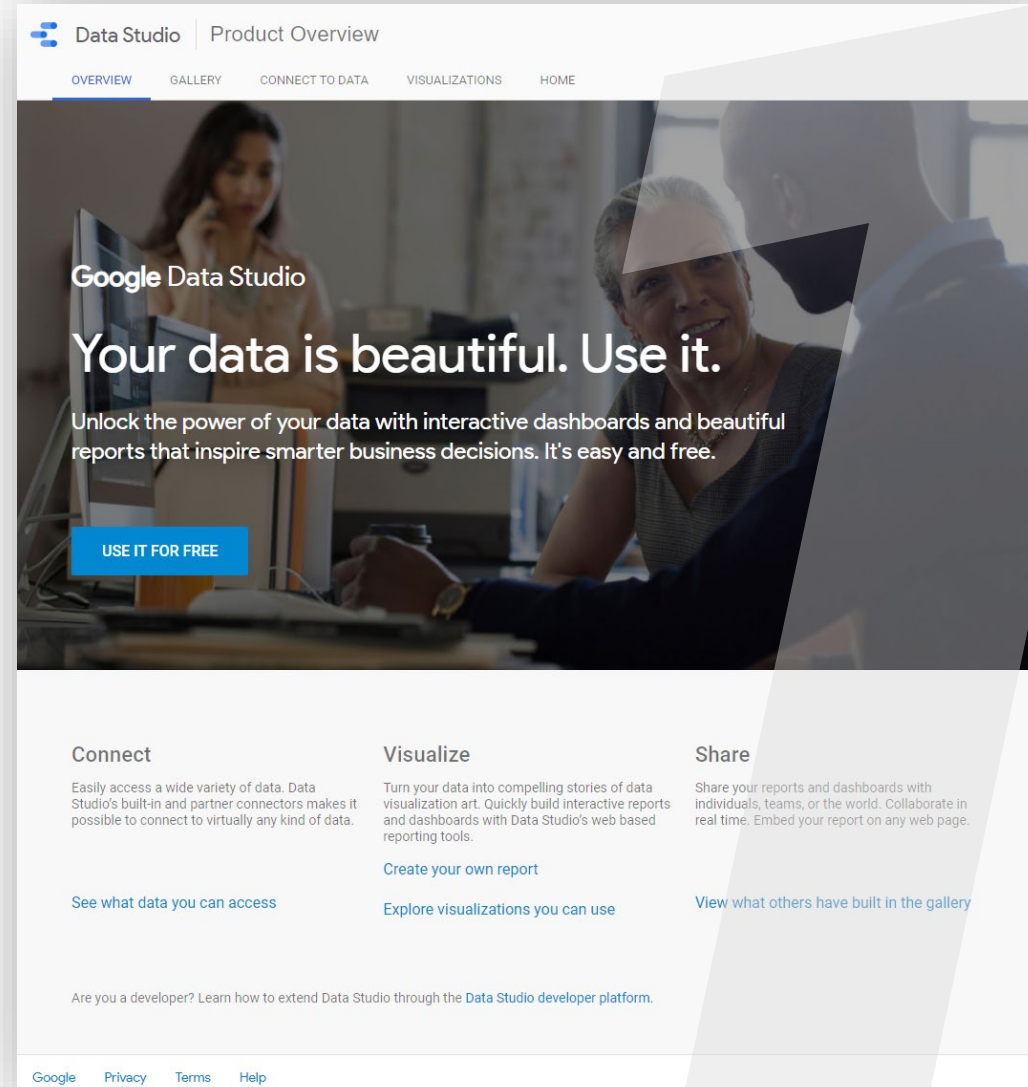 Data Studio Product Overview
OVERVIEW GALLERY CONNECT TO DATA VISUALIZATIONS HOME
Google Data Studio
Your data is beautiful. Use it.
Unlock the power of your data with interactive dashboards and beautiful
reports that inspire smarter business decisions. It's easy and free.
USE IT FOR FREE
Connect
Easily access a wide variety of data. Data
Studio's built-in and partner connectors makes it
possible to connect to virtually any kind of data.
See what data you can access
Visualize
Turn your data into compelling stories of data
visualization art. Quickly build interactive reports
and dashboards with Data Studio's web based
reporting tools.
Create your own report
Explore visualizations you can use
Share
Share your reports and dashboards with
individuals, teams, or the world. Collaborate in
real time. Embed your report on any web page.
View what others have built in the gallery
Are you a developer? Learn how to extend Data Studio through the Data Studio developer platform.
Google Privacy Terms Help